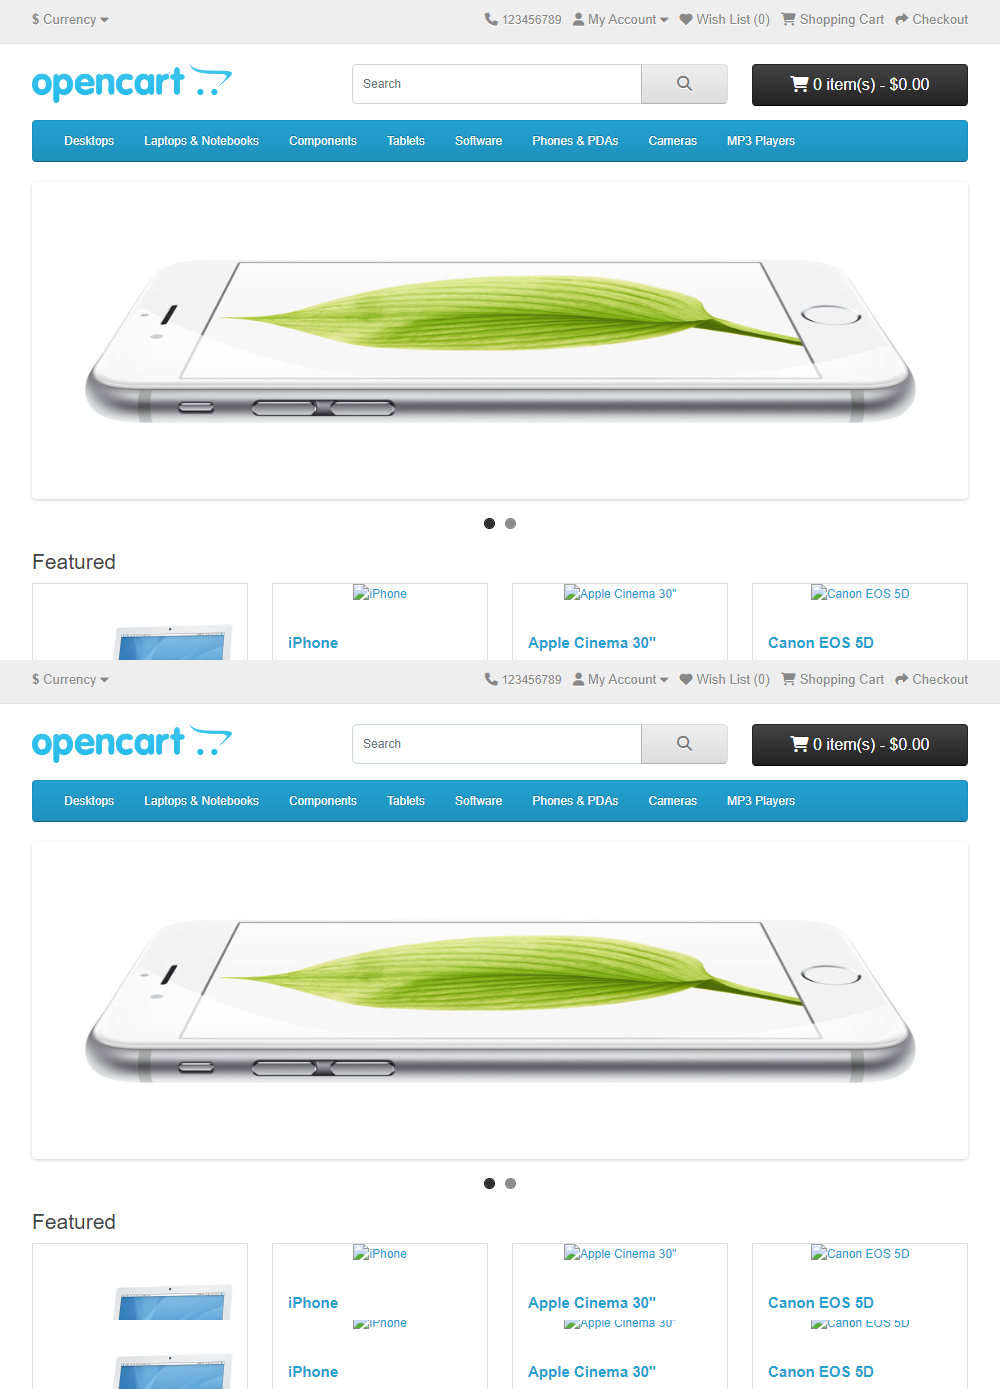 $ Currency 123456789 My Account Wish List (0) Shopping Cart Checkout
opencart Search 0 item(s) - $0.00
Desktops Laptops & Notebooks Components Tablets Software Phones & PDAs Cameras MP3 Players
Featured
iPhone Apple Cinema 30" Canon EOS 5D
iPhone Apple Cinema 30" Canon EOS 5D
$ Currency 123456789 My Account Wish List (0) Shopping Cart Checkout
opencart Search 0 item(s) - $0.00
Desktops Laptops & Notebooks Components Tablets Software Phones & PDAs Cameras MP3 Players
Featured
iPhone Apple Cinema 30" Canon EOS 5D
iPhone Apple Cinema 30" Canon EOS 5D
iPhone Apple Cinema 30" Canon EOS 5D
iPhone Apple Cinema 30" Canon EOS 5D